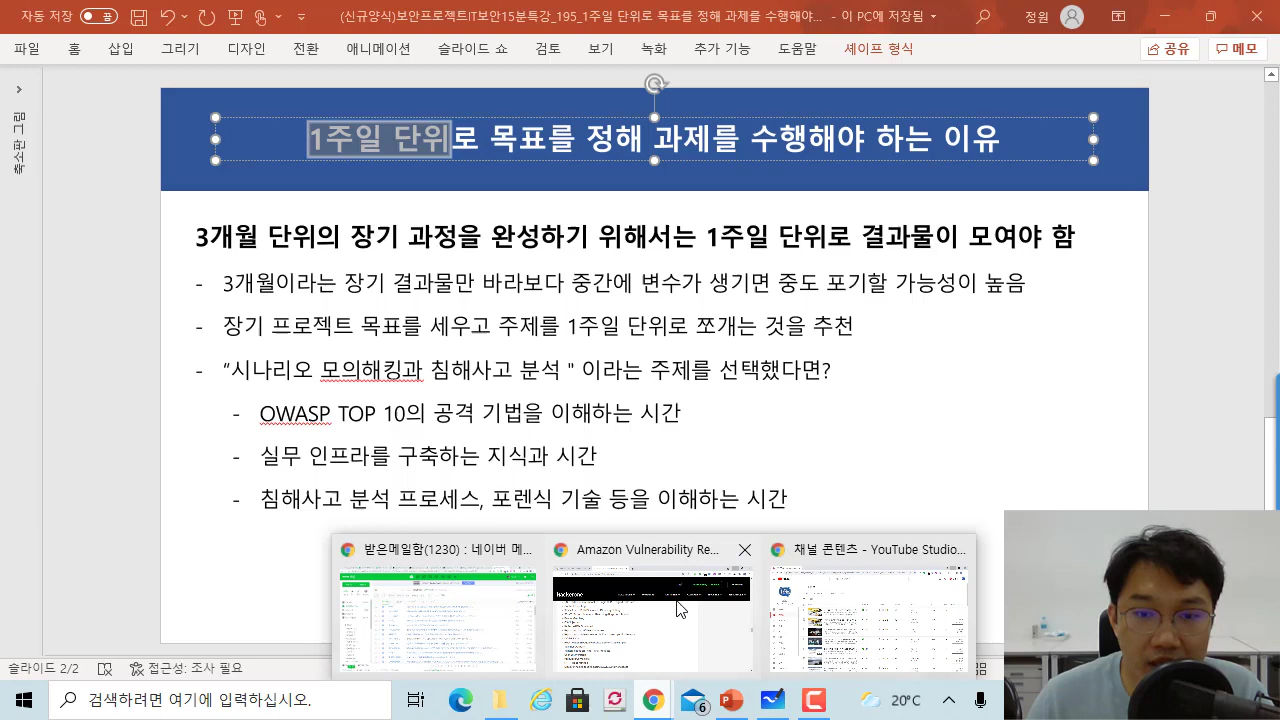 자동 저장 끔 (신규양식)보안프로젝트IT보안15분특강_195_1주일 단위로 목표를 정해 과제를 수행해야... - 이 PC에 저장됨 정원
파일 홈 삽입 그리기 디자인 전환 애니메이션 슬라이드 쇼 검토 보기 녹화 추가 기능 도움말 셰이프 형식 공유 메모
축소판 그림
1주일 단위로 목표를 정해 과제를 수행해야 하는 이유
3개월 단위의 장기 과정을 완성하기 위해서는 1주일 단위로 결과물이 모여야 함
- 3개월이라는 장기 결과물만 바라보다 중간에 변수가 생기면 중도 포기할 가능성이 높음
- 장기 프로젝트 목표를 세우고 주제를 1주일 단위로 쪼개는 것을 추천
- “시나리오 모의해킹과 침해사고 분석 " 이라는 주제를 선택했다면?
- OWASP TOP 10의 공격 기법을 이해하는 시간
- 실무 인프라를 구축하는 지식과 시간
- 침해사고 분석 프로세스, 포렌식 기술 등을 이해하는 시간
받은메일함(1230) : 네이버 메... Amazon Vulnerability Re... 채널 콘텐츠 - YouTube Studio...
hackerone
슬라이드 2/2
검색하려면 여기에 입력하십시오.
6
20°C